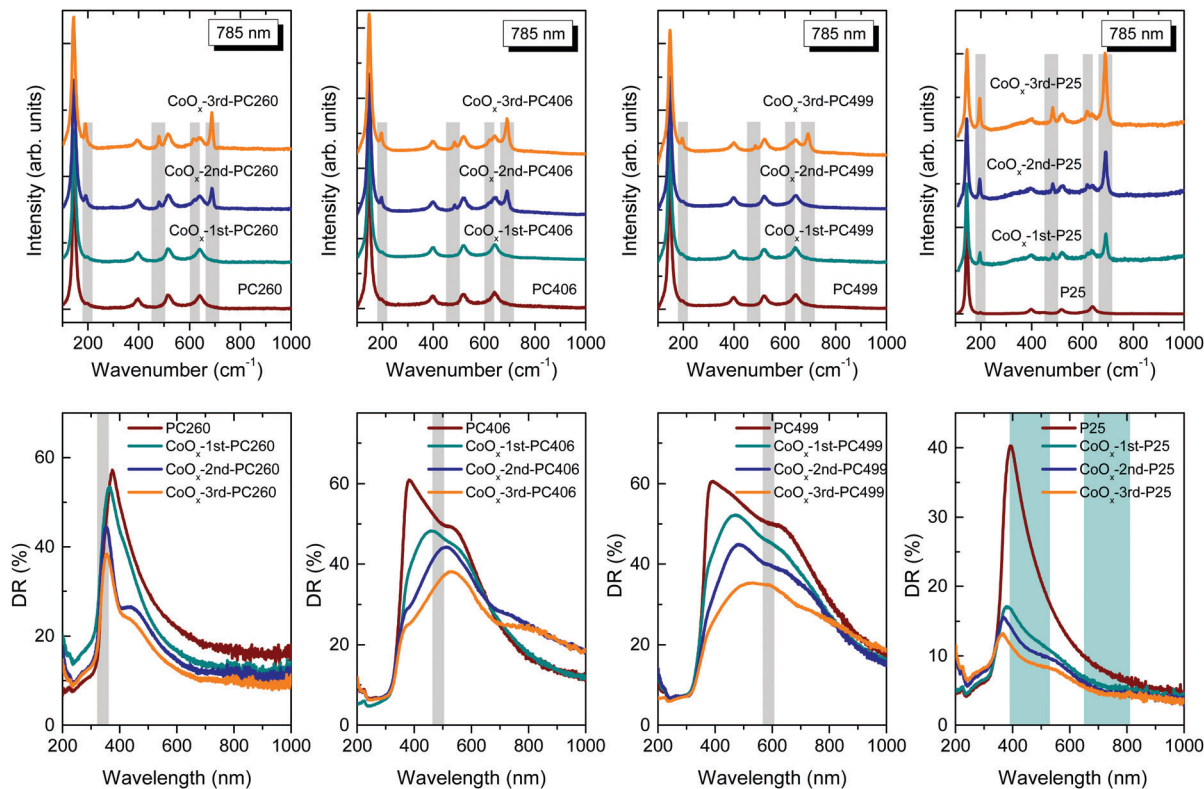 785 nm
CoOₓ-3rd-PC260
CoOₓ-2nd-PC260
CoOₓ-1st-PC260
PC260
Intensity (arb. units)
200 400 600 800 1000
Wavenumber (cm⁻¹)
785 nm
CoOₓ-3rd-PC406
CoOₓ-2nd-PC406
CoOₓ-1st-PC406
PC406
Intensity (arb. units)
200 400 600 800 1000
Wavenumber (cm⁻¹)
785 nm
CoOₓ-3rd-PC499
CoOₓ-2nd-PC499
CoOₓ-1st-PC499
PC499
Intensity (arb. units)
200 400 600 800 1000
Wavenumber (cm⁻¹)
785 nm
CoOₓ-3rd-P25
CoOₓ-2nd-P25
CoOₓ-1st-P25
P25
Intensity (arb. units)
200 400 600 800 1000
Wavenumber (cm⁻¹)
PC260
CoOₓ-1st-PC260
CoOₓ-2nd-PC260
CoOₓ-3rd-PC260
60
40
20
0
DR (%)
200 400 600 800 1000
Wavelength (nm)
PC406
CoOₓ-1st-PC406
CoOₓ-2nd-PC406
CoOₓ-3rd-PC406
60
40
20
0
DR (%)
200 400 600 800 1000
Wavelength (nm)
PC499
CoOₓ-1st-PC499
CoOₓ-2nd-PC499
CoOₓ-3rd-PC499
60
40
20
0
DR (%)
200 400 600 800 1000
Wavelength (nm)
P25
CoOₓ-1st-P25
CoOₓ-2nd-P25
CoOₓ-3rd-P25
40
30
20
10
0
DR (%)
200 400 600 800 1000
Wavelength (nm)